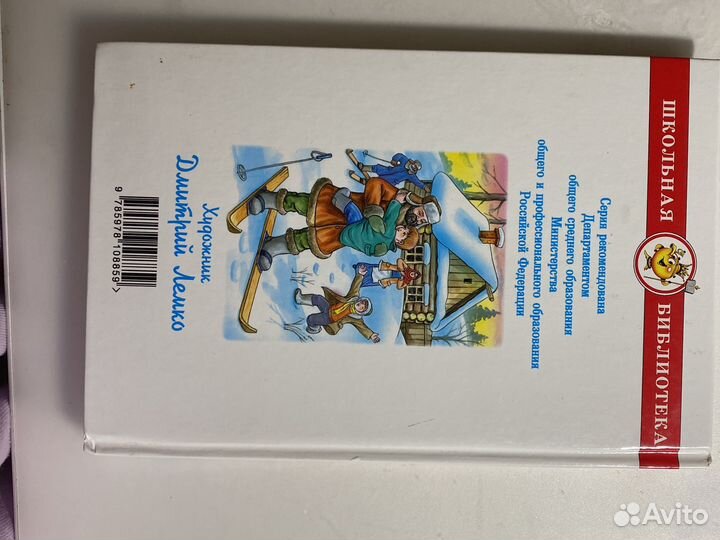 ШКОЛЬНАЯ БИБЛИОТЕКА
Серия рекомендована
Департаментом
общего среднего образования
Министерства
общего и профессионального образования
Российской Федерации
Художник
Дмитрий Лемко
9 785978 108859 >
Avito